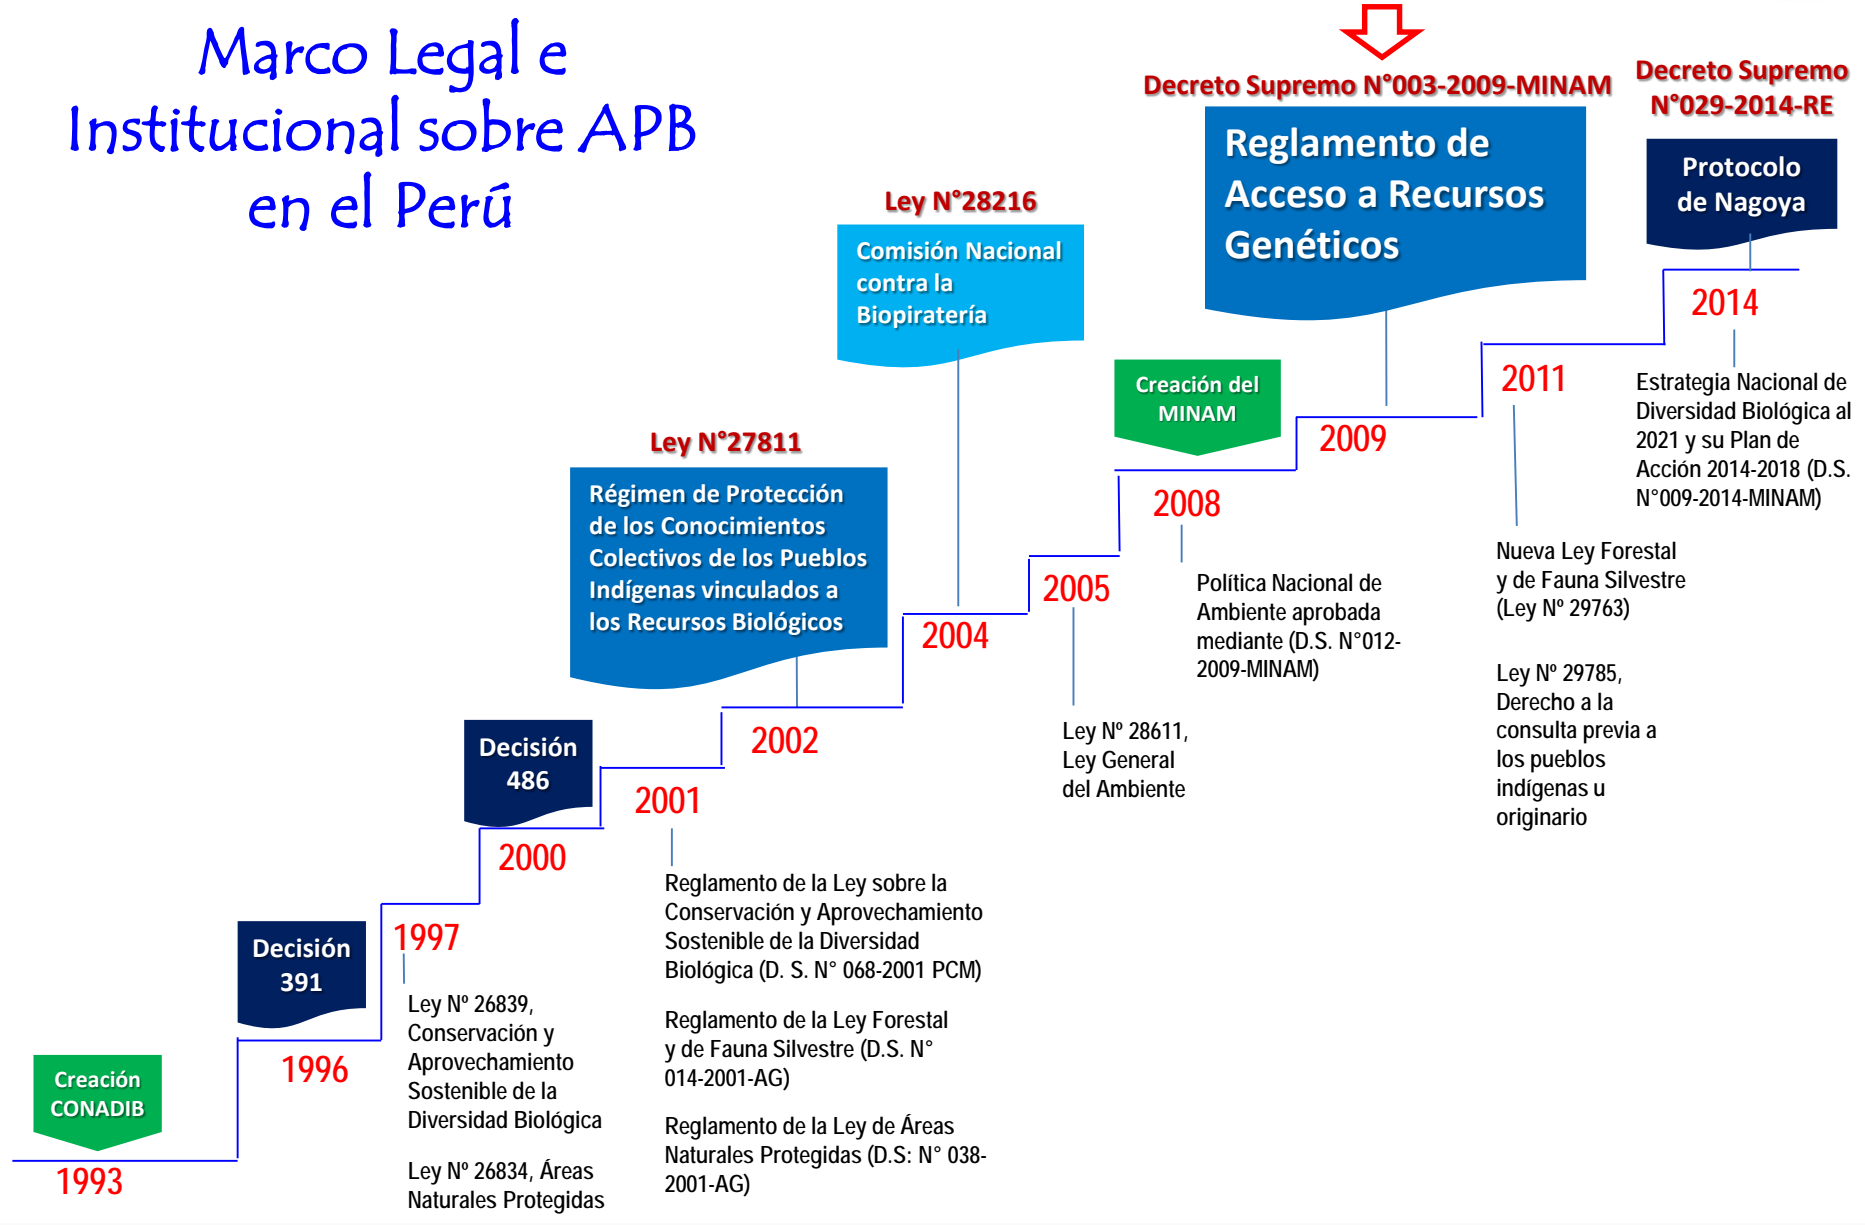 Marco Legal e
Institucional sobre APB
en el Perú
Creación
CONADIB
1993
Decisión
391
1996
1997
Ley Nº 26839,
Conservación y
Aprovechamiento
Sostenible de la
Diversidad Biológica
Ley Nº 26834, Áreas
Naturales Protegidas
Decisión
486
2000
2001
Reglamento de la Ley sobre la
Conservación y Aprovechamiento
Sostenible de la Diversidad
Biológica (D. S. N° 068-2001 PCM)
Reglamento de la Ley Forestal
y de Fauna Silvestre (D.S. N°
014-2001-AG)
Reglamento de la Ley de Áreas
Naturales Protegidas (D.S: N° 038-
2001-AG)
Ley N°27811
Régimen de Protección
de los Conocimientos
Colectivos de los Pueblos
Indígenas vinculados a
los Recursos Biológicos
2002
Ley N°28216
Comisión Nacional
contra la
Biopiratería
2004
2005
Ley Nº 28611,
Ley General
del Ambiente
Creación del
MINAM
2008
Política Nacional de
Ambiente aprobada
mediante (D.S. N°012-
2009-MINAM)
Decreto Supremo N°003-2009-MINAM
Reglamento de
Acceso a Recursos
Genéticos
2009
2011
Nueva Ley Forestal
y de Fauna Silvestre
(Ley Nº 29763)
Ley Nº 29785,
Derecho a la
consulta previa a
los pueblos
indígenas u
originario
Decreto Supremo
N°029-2014-RE
Protocolo
de Nagoya
2014
Estrategia Nacional de
Diversidad Biológica al
2021 y su Plan de
Acción 2014-2018 (D.S.
N°009-2014-MINAM)